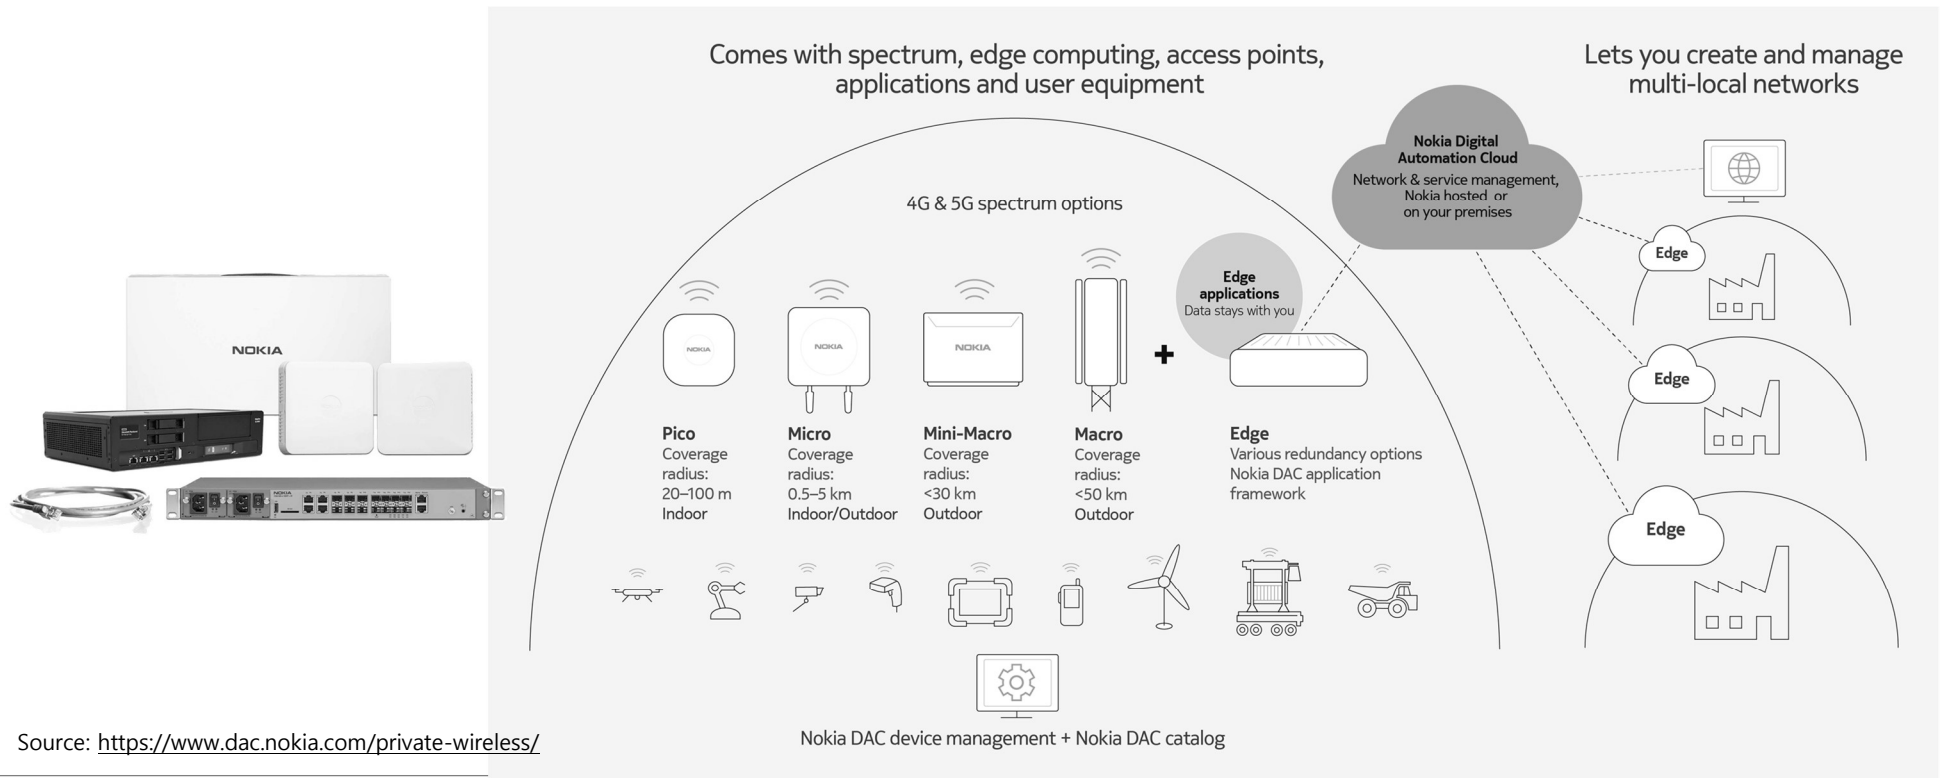 Comes with spectrum, edge computing, access points,
applications and user equipment
Lets you create and manage
multi-local networks
Nokia Digital
Automation Cloud
Network & service management,
Nokia hosted or
on your premises
4G & 5G spectrum options
Edge
applications
Data stays with you
NOKIA
NOKIA
NOKIA
NOKIA
NOKIA
+
Pico
Coverage
radius:
20–100 m
Indoor
Micro
Coverage
radius:
0.5–5 km
Indoor/Outdoor
Mini-Macro
Coverage
radius:
<30 km
Outdoor
Macro
Coverage
radius:
<50 km
Outdoor
Edge
Various redundancy options
Nokia DAC application
framework
Edge
Edge
Edge
Nokia DAC device management + Nokia DAC catalog
Source: https://www.dac.nokia.com/private-wireless/